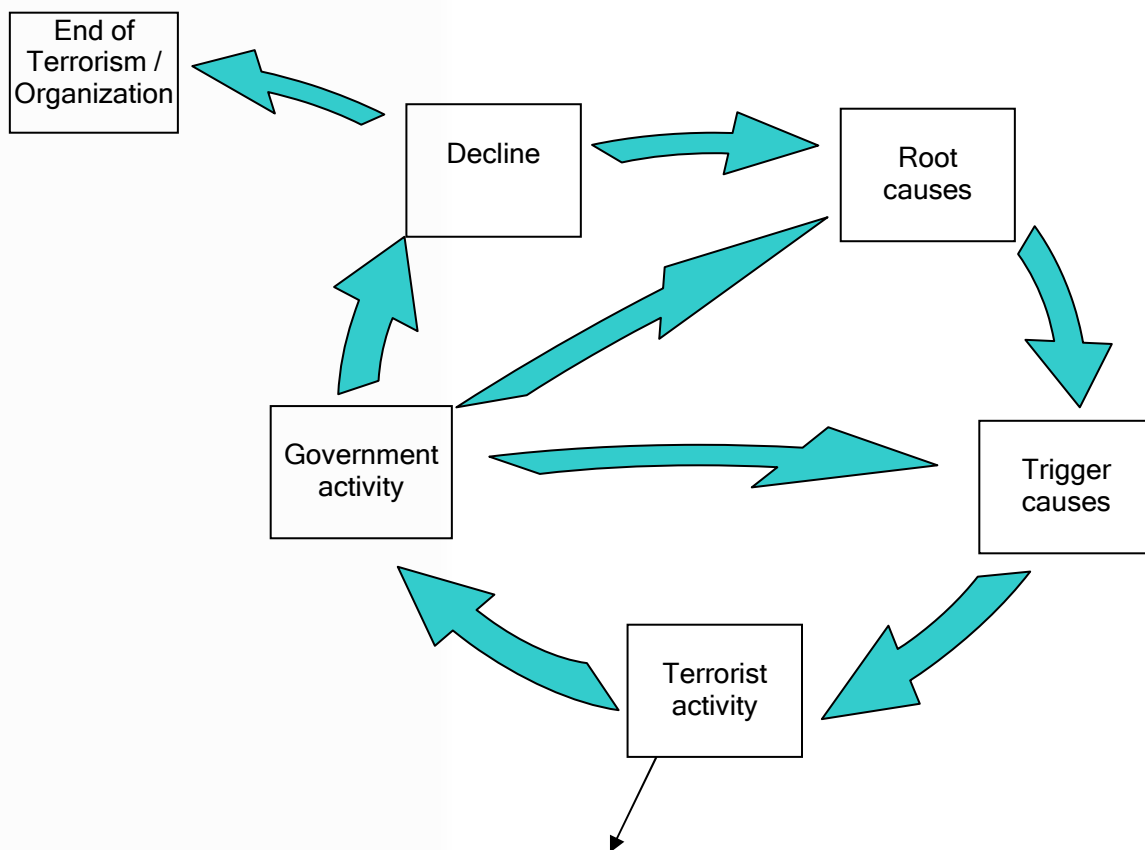 End of
Terrorism /
Organization
Decline
Root
causes
Government
activity
Trigger
causes
Terrorist
activity